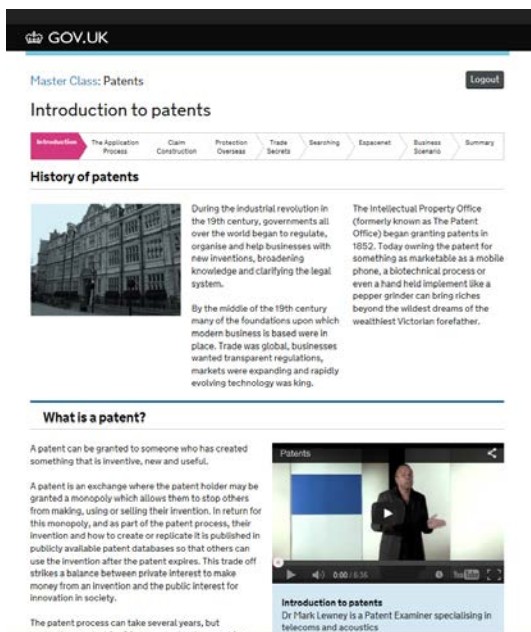 GOV.UK
Master Class: Patents
Logout
Introduction to patents
Introduction
The Application
Process
Claim
Construction
Protection
Overseas
Trade
Secrets
Searching
Espacenet
Business
Scenario
Summary
History of patents
During the industrial revolution in
the 19th century, governments all
over the world began to regulate,
organise and help businesses with
new inventions, broadening
knowledge and clarifying the legal
system.
By the middle of the 19th century
many of the foundations upon which
modern business is based were in
place. Trade was global, businesses
wanted transparent regulations,
markets were expanding and rapidly
evolving technology was king.
The Intellectual Property Office
(formerly known as The Patent
Office) began granting patents in
1852. Today owning the patent for
something as marketable as a mobile
phone, a biotechnical process or
even a hand held implement like a
pepper grinder can bring riches
beyond the wildest dreams of the
wealthiest Victorian forefather.
What is a patent?
A patent can be granted to someone who has created
something that is inventive, new and useful.
A patent is an exchange where the patent holder may be
granted a monopoly which allows them to stop others
from making, using or selling their invention. In return for
this monopoly, and as part of the patent process, their
invention and how to create or replicate it is published in
publicly available patent databases so that others can
use the invention after the patent expires. This trade off
strikes a balance between private interest to make
money from an invention and the public interest for
innovation in society.
The patent process can take several years, but
Patents
0:00 / 6:36
YouTube
Introduction to patents
Dr Mark Lewney is a Patent Examiner specialising in
telecoms and acoustics